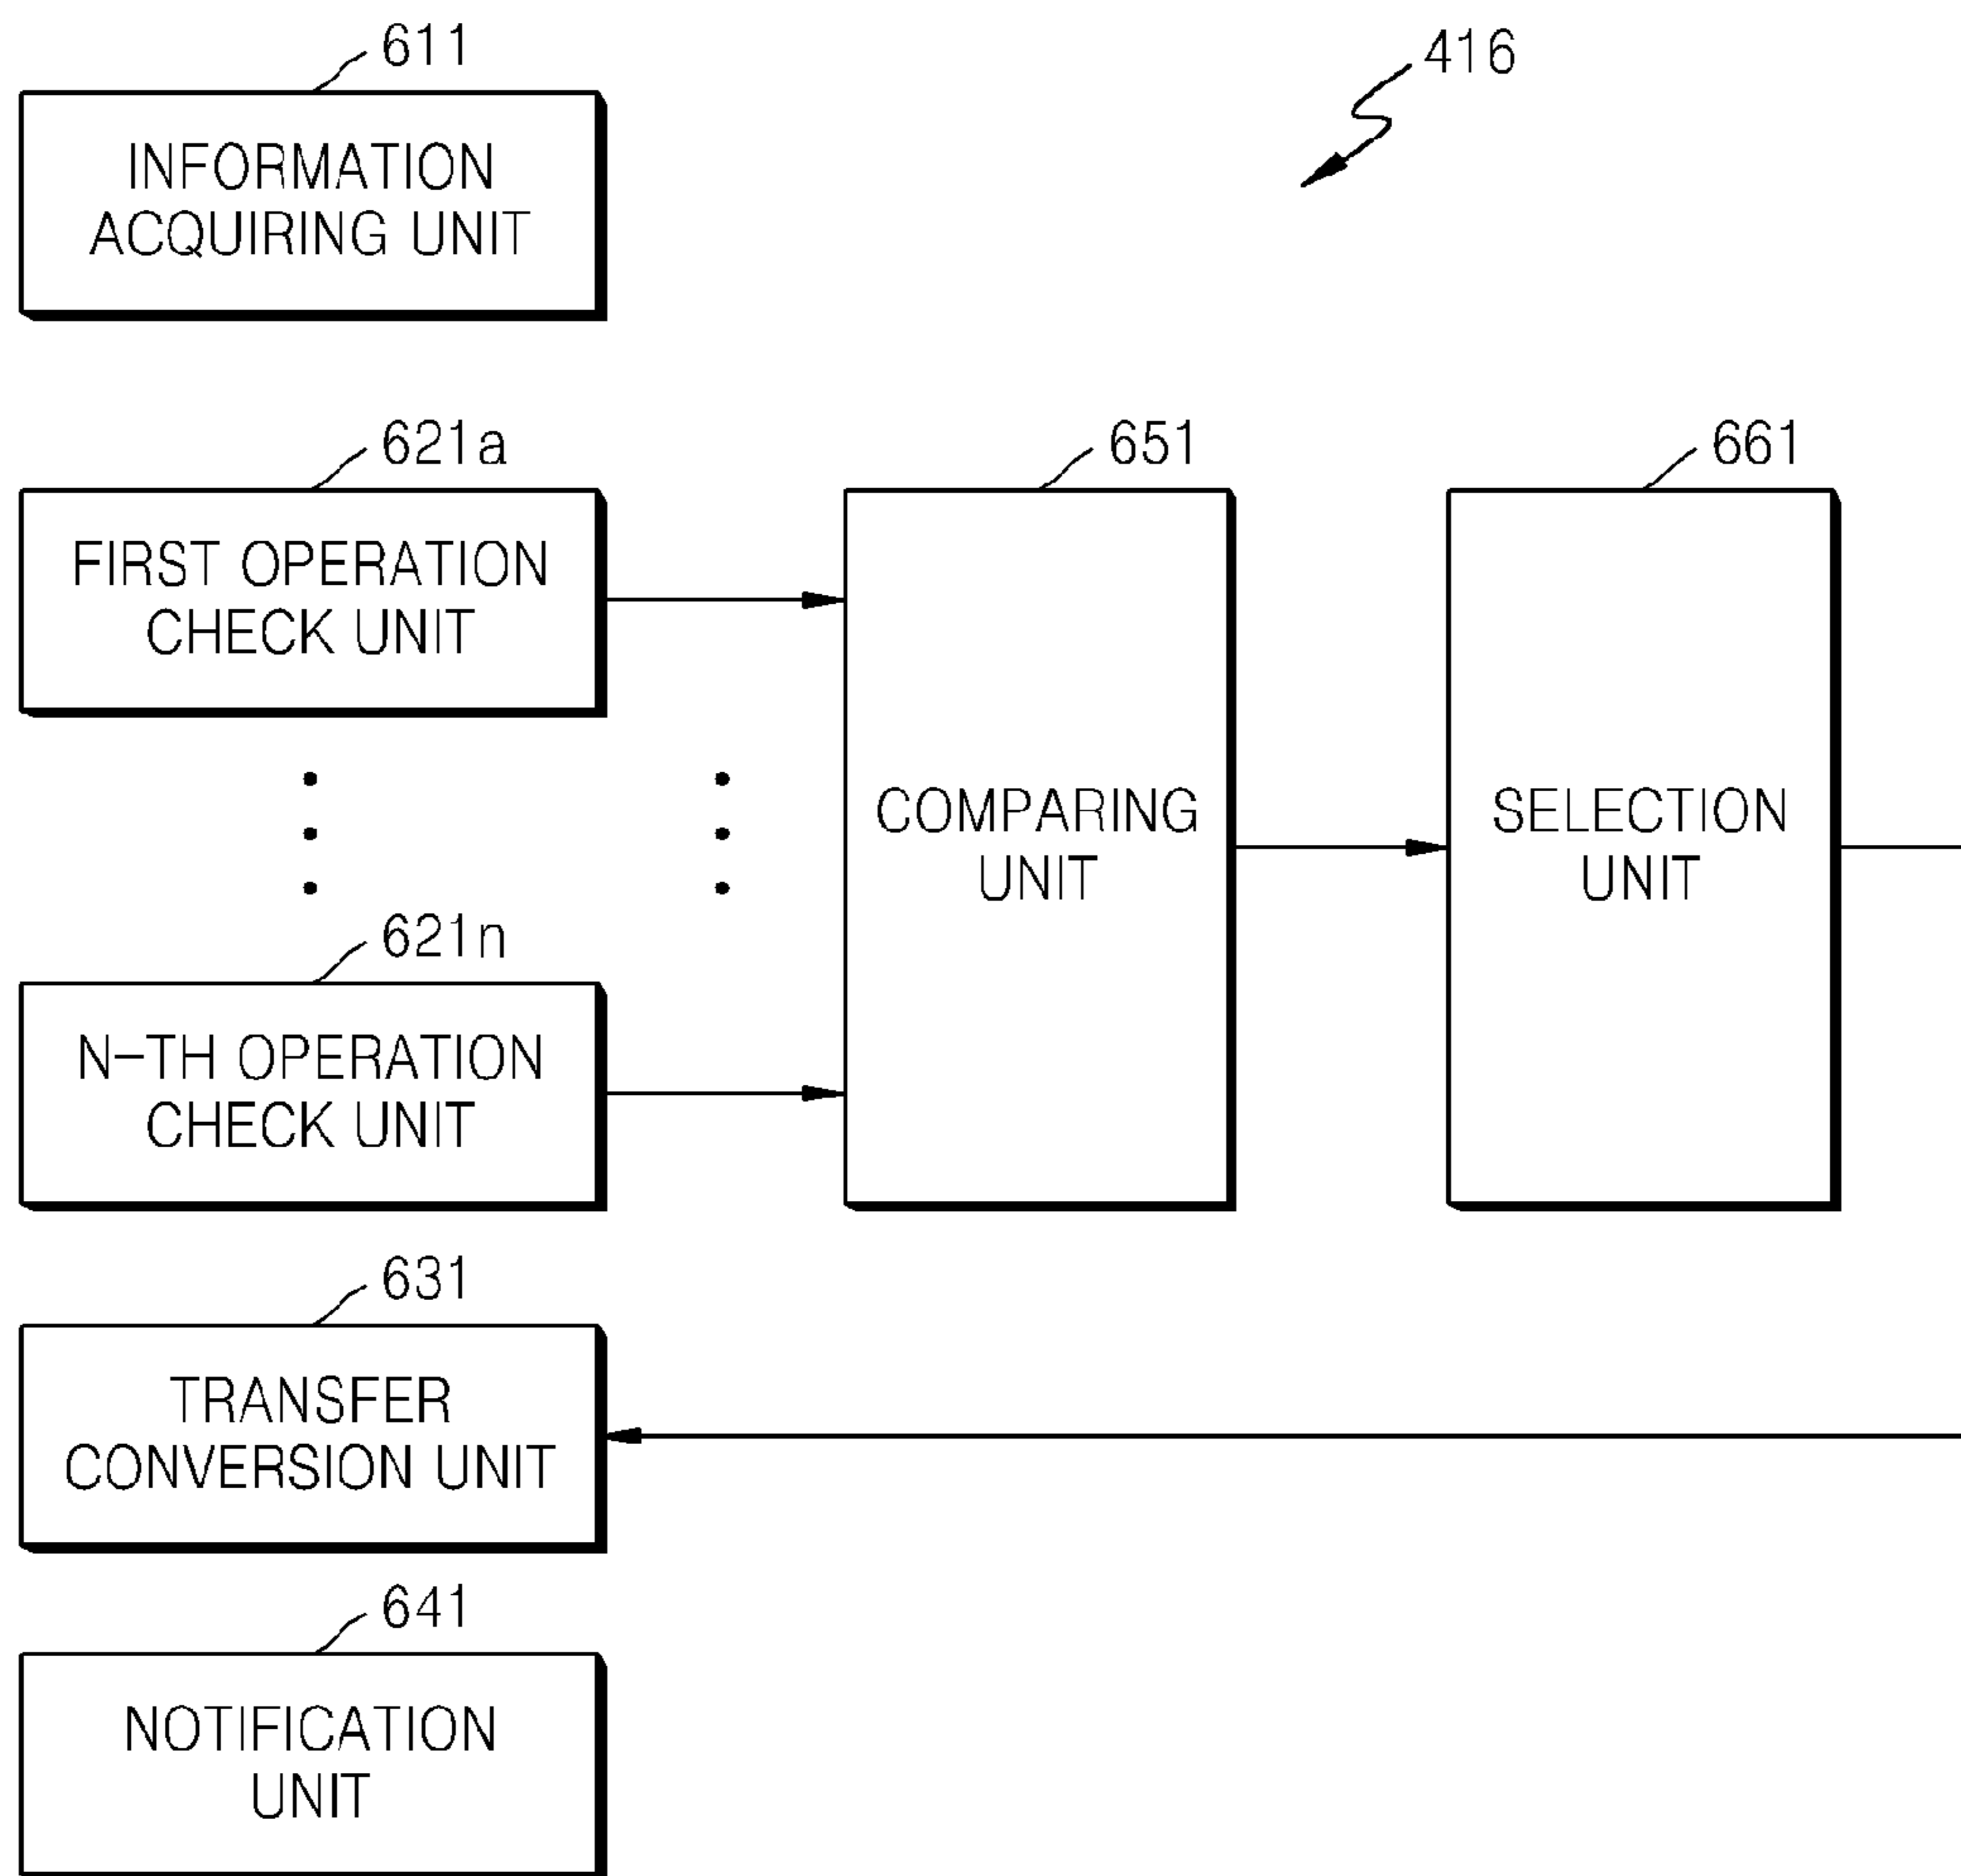 611
416
INFORMATION
ACQUIRING UNIT
621a
651
661
FIRST OPERATION
CHECK UNIT
COMPARING
UNIT
SELECTION
UNIT
621n
N-TH OPERATION
CHECK UNIT
631
TRANSFER
CONVERSION UNIT
641
NOTIFICATION
UNIT